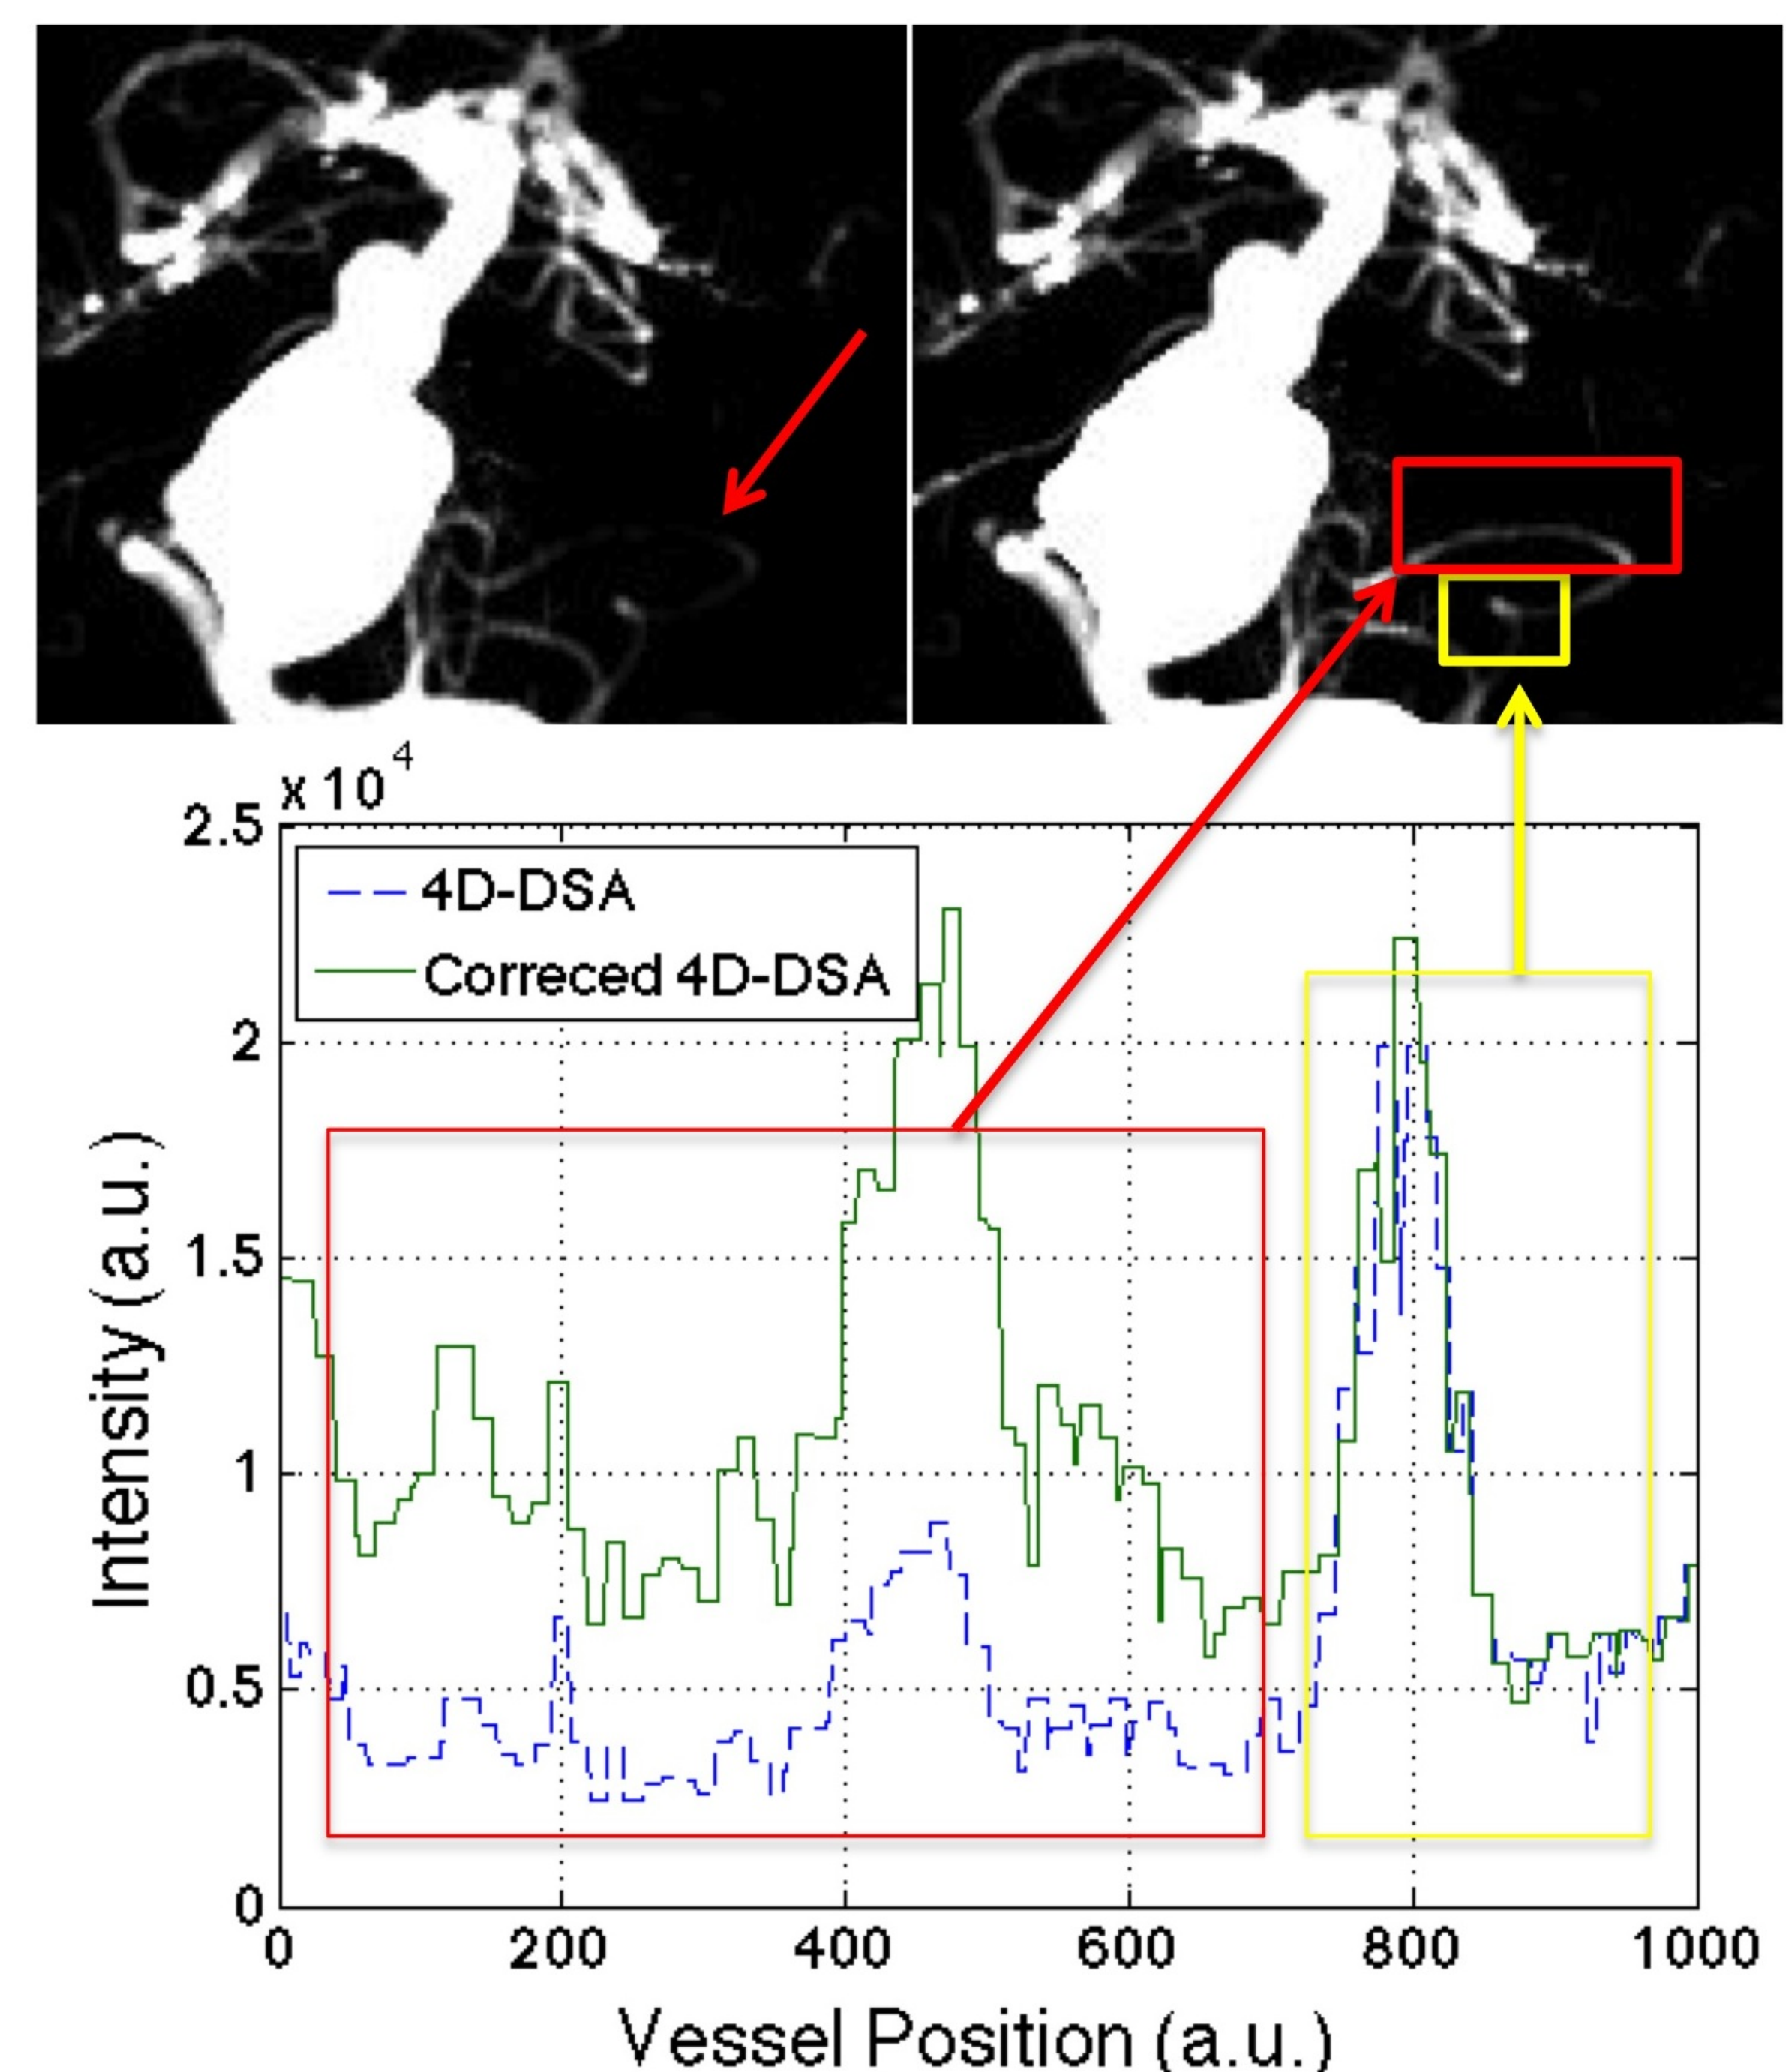 x 10
4
2.5
2
1.5
1
0.5
0
4D-DSA
Correced 4D-DSA
Intensity (a.u.)
0 200 400 600 800 1000
Vessel Position (a.u.)